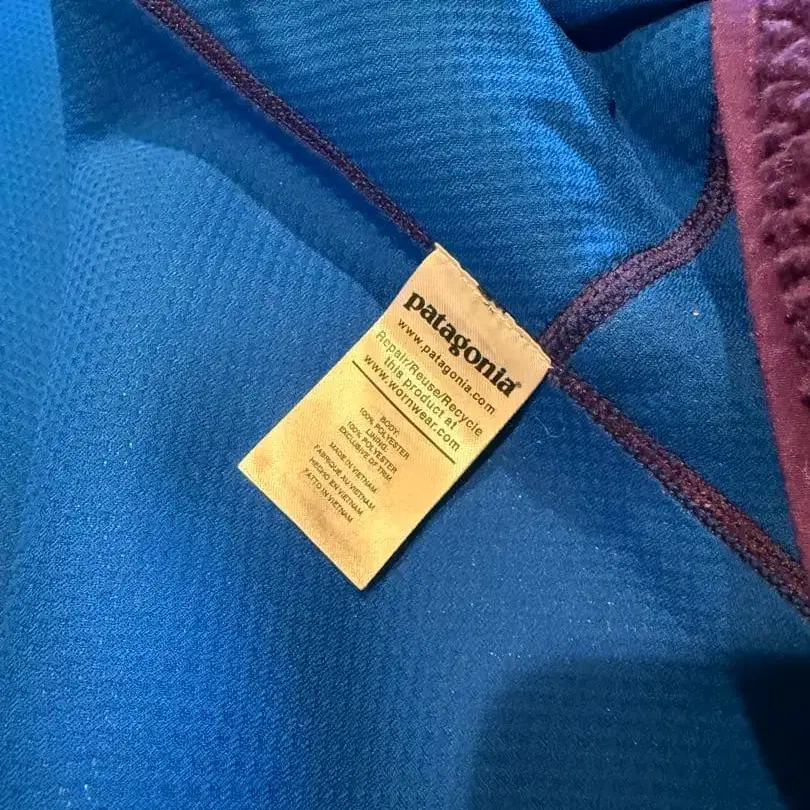 patagonia®
www.patagonia.com
Repair/Reuse/Recycle
this product at
www.wornwear.com
BODY:
100% POLYESTER
LINING:
100% POLYESTER
EXCLUSIVE OF TRIM
MADE IN VIETNAM
FABRIQUÉ AU VIETNAM
HECHO EN VIETNAM
FATTO IN VIETNAM